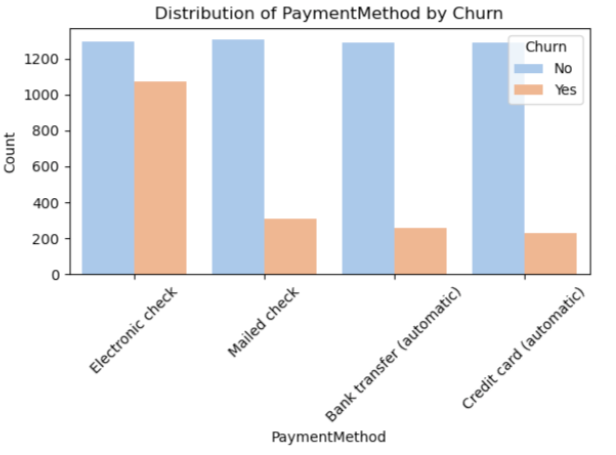 Distribution of PaymentMethod by Churn
Churn
No
Yes
1200
1000
800
600
400
200
0
Count
Electronic check
Mailed check
Bank transfer (automatic)
Credit card (automatic)
PaymentMethod